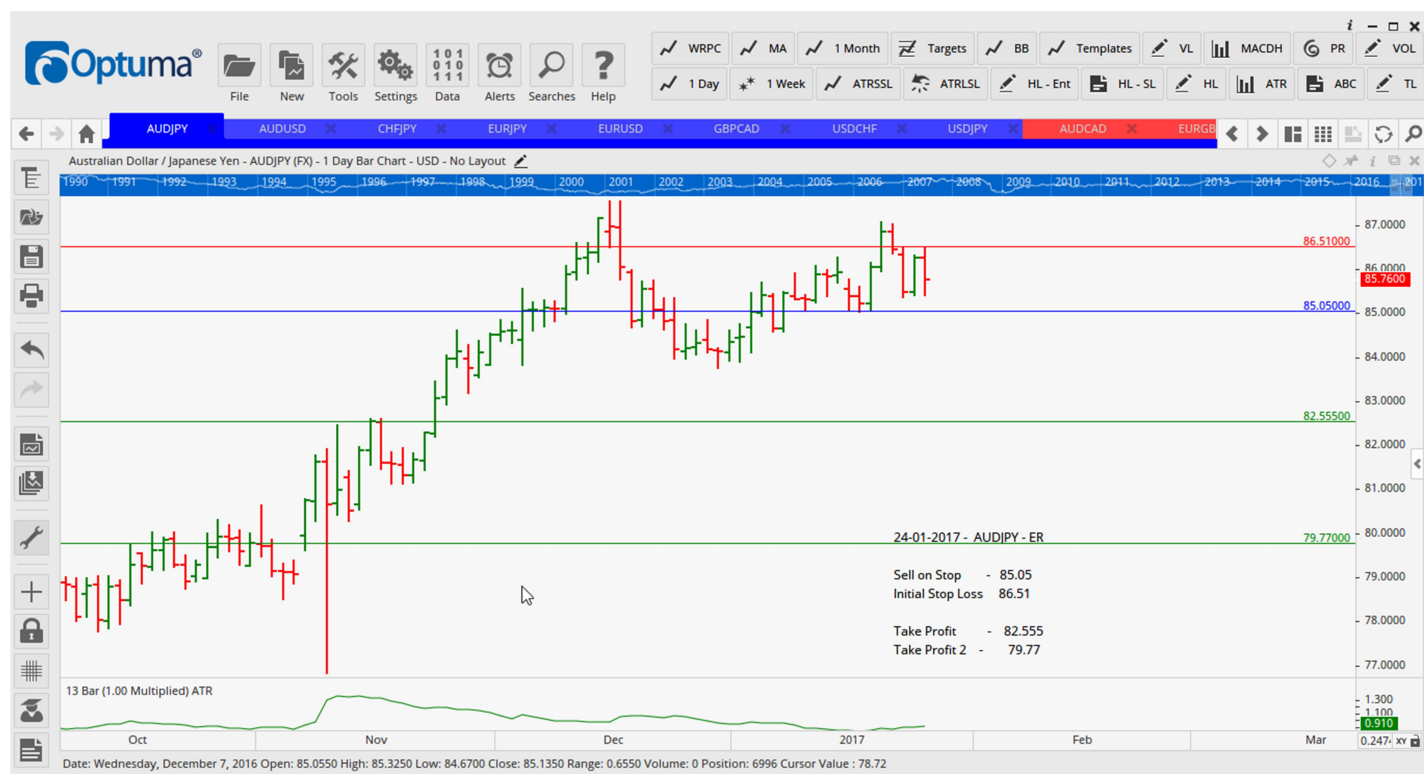 i
Optuma®
File New Tools Settings Data Alerts Searches Help
101
010
111
WRPC MA 1 Month Targets BB Templates VL MACDH PR VOL
1 Day 1 Week ATRSSL ATRLSL HL - Ent HL - SL HL ATR ABC TL
AUDJPY AUDUSD CHFJPY EURJPY EURUSD GBPCAD USDCHF USDJPY AUDCAD EURGB
Australian Dollar / Japanese Yen - AUDJPY (FX) - 1 Day Bar Chart - USD - No Layout
1990 1991 1992 1993 1994 1995 1996 1997 1998 1999 2000 2001 2002 2003 2004 2005 2006 2007 2008 2009 2010 2011 2012 2013 2014 2015 2016 201
87.0000
86.51000
86.0000
85.7600
85.05000
85.0000
84.0000
83.0000
82.55500
82.0000
81.0000
80.0000
79.77000
24-01-2017 - AUDJPY - ER
79.0000
Sell on Stop - 85.05
Initial Stop Loss 86.51
78.0000
Take Profit - 82.555
Take Profit 2 - 79.77
77.0000
13 Bar (1.00 Multiplied) ATR
1.300
1.100
0.910
Oct Nov Dec 2017 Feb Mar
0.247 XY
Date: Wednesday, December 7, 2016 Open: 85.0550 High: 85.3250 Low: 84.6700 Close: 85.1350 Range: 0.6550 Volume: 0 Position: 6996 Cursor Value : 78.72